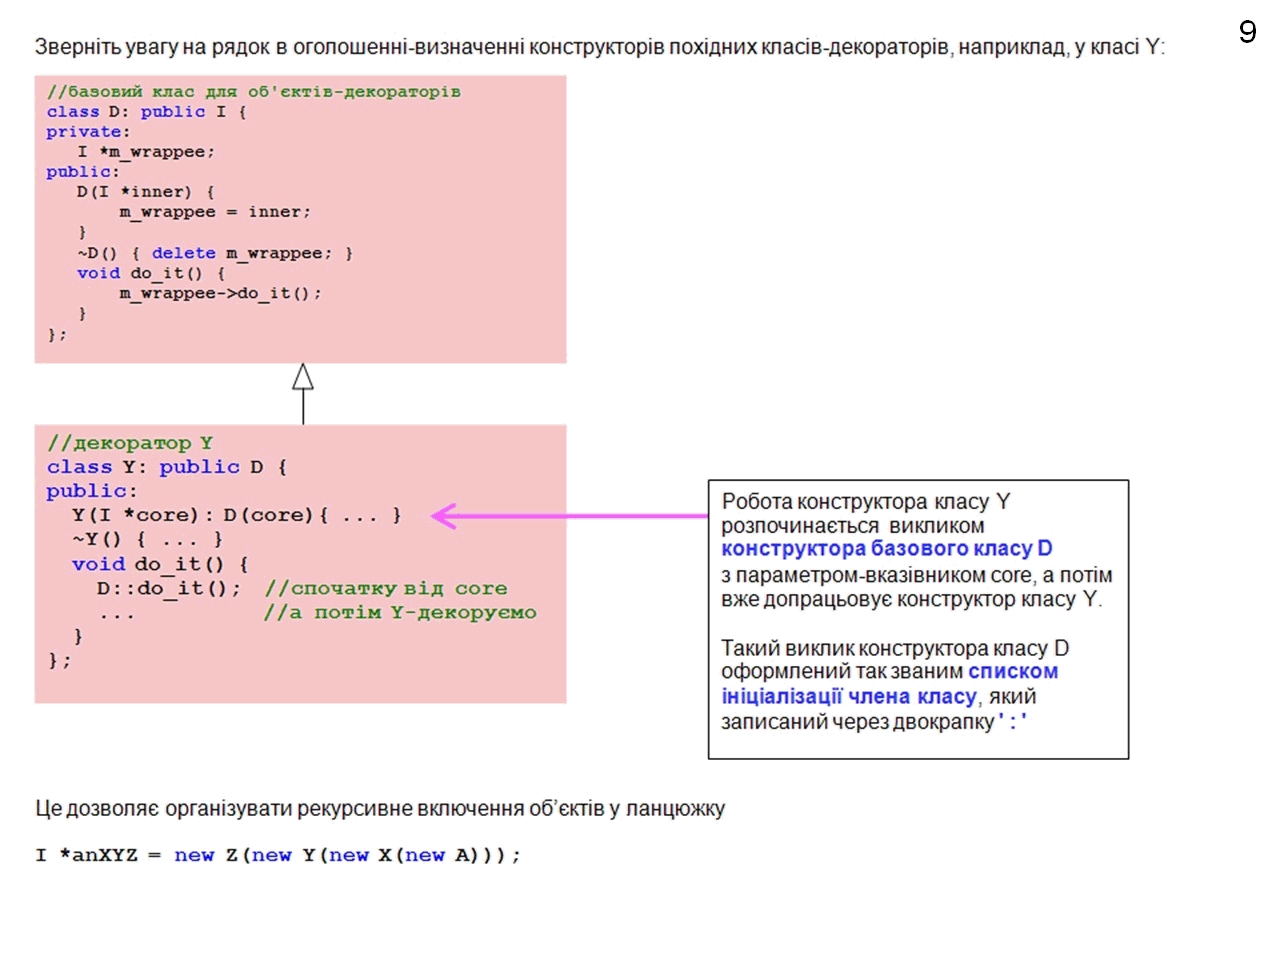 9
Зверніть увагу на рядок в оголошенні-визначенні конструкторів похідних класів-декораторів, наприклад, у класі Y:
//базовий клас для об'єктів-декораторів
class D: public I {
private:
I *m_wrappee;
public:
D(I *inner) {
m_wrappee = inner;
}
~D() { delete m_wrappee; }
void do_it() {
m_wrappee->do_it();
}
};
//декоратор Y
class Y: public D {
public:
Y(I *core): D(core){ ... }
~Y() { ... }
void do_it() {
D::do_it(); //спочатку від core
... //а потім Y-декоруємо
}
};
Робота конструктора класу Y
розпочинається викликом
конструктора базового класу D
з параметром-вказівником core, а потім
вже допрацьовує конструктор класу Y.
Такий виклик конструктора класу D
оформлений так званим списком
ініціалізації члена класу, який
записаний через двокрапку ' : '
Це дозволяє організувати рекурсивне включення об’єктів у ланцюжку
I *anXYZ = new Z(new Y(new X(new A)));